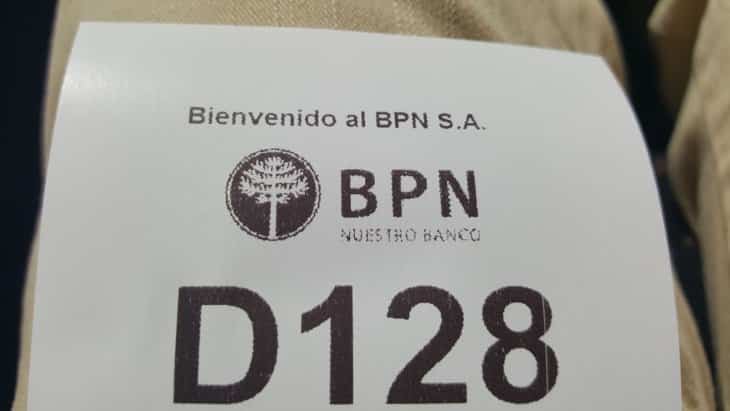 Bienvenido al BPN S.A.
BPN
NUESTRO BANCO
D128